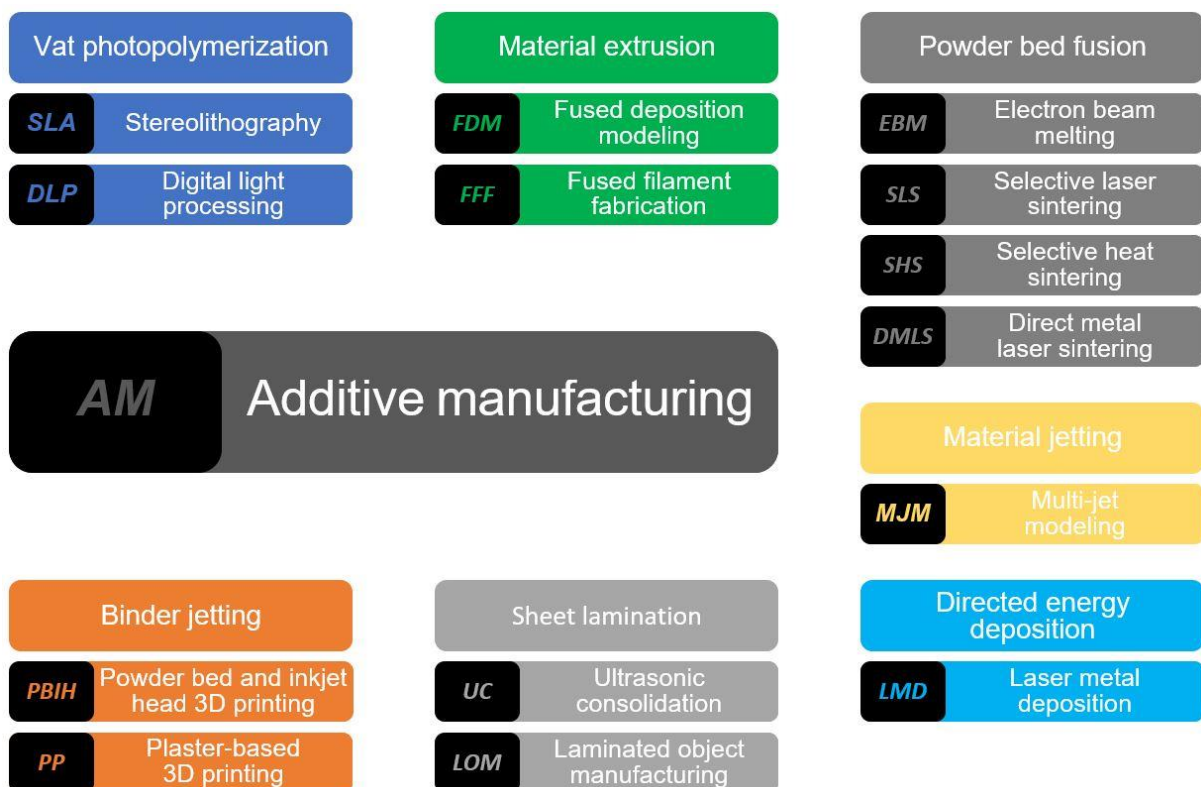 Vat photopolymerization
SLA
Stereolithography
DLP
Digital light
processing
Material extrusion
FDM
Fused deposition
modeling
FFF
Fused filament
fabrication
Powder bed fusion
EBM
Electron beam
melting
SLS
Selective laser
sintering
SHS
Selective heat
sintering
DMLS
Direct metal
laser sintering
AM
Additive manufacturing
Material jetting
MJM
Multi-jet
modeling
Binder jetting
PBIH
Powder bed and inkjet
head 3D printing
PP
Plaster-based
3D printing
Sheet lamination
UC
Ultrasonic
consolidation
LOM
Laminated object
manufacturing
Directed energy
deposition
LMD
Laser metal
deposition